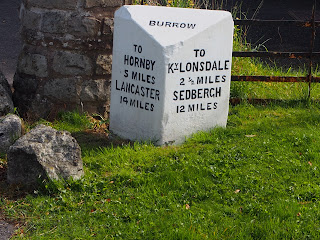 BURROW
TO
HORNBY
5 MILES
LANCASTER
14 MILES
TO
Ky LONSDALE
2 ½ MILES
SEDBERGH
12 MILES